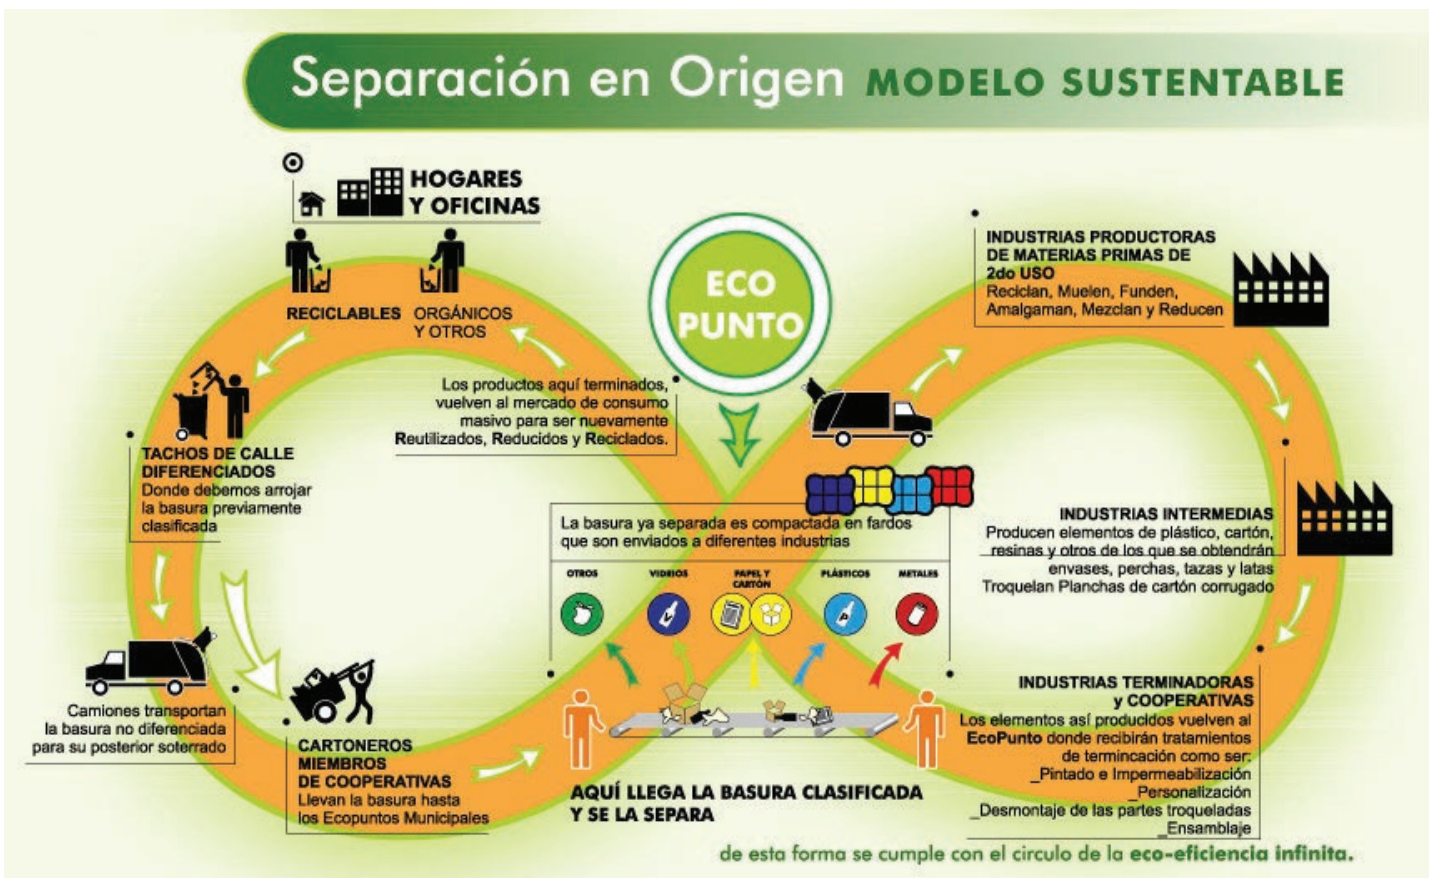 Separación en Origen MODELO SUSTENTABLE
HOGARES
Y OFICINAS
RECICLABLES
ORGÁNICOS
Y OTROS
TACHOS DE CALLE
DIFERENCIADOS
Donde debemos arrojar
la basura previamente
clasificada
Camiones transportan
la basura no diferenciada
para su posterior soterrado
CARTONEROS
MIEMBROS
DE COOPERATIVAS
Llevan la basura hasta
los Ecopuntos Municipales
Los productos aquí terminados,
vuelven al mercado de consumo
masivo para ser nuevamente
Reutilizados, Reducidos y Reciclados.
ECO
PUNTO
La basura ya separada es compactada en fardos
que son enviados a diferentes industrias
OTROS
VIDRIOS
PAPEL Y
CARTÓN
PLÁSTICOS
METALES
V
P
AQUÍ LLEGA LA BASURA CLASIFICADA
Y SE LA SEPARA
INDUSTRIAS PRODUCTORAS
DE MATERIAS PRIMAS DE
2do USO
Reciclan, Muelen, Funden,
Amalgaman, Mezclan y Reducen
INDUSTRIAS INTERMEDIAS
Producen elementos de plástico, cartón,
resinas y otros de los que se obtendrán
envases, perchas, tazas y latas
Troquelan Planchas de cartón corrugado
INDUSTRIAS TERMINADORAS
y COOPERATIVAS
Los elementos así producidos vuelven al
EcoPunto donde recibirán tratamientos
de termincación como ser:
_Pintado e Impermeabilización
_Personalización
_Desmontaje de las partes troqueladas
_Ensamblaje
de esta forma se cumple con el circulo de la eco-eficiencia infinita.